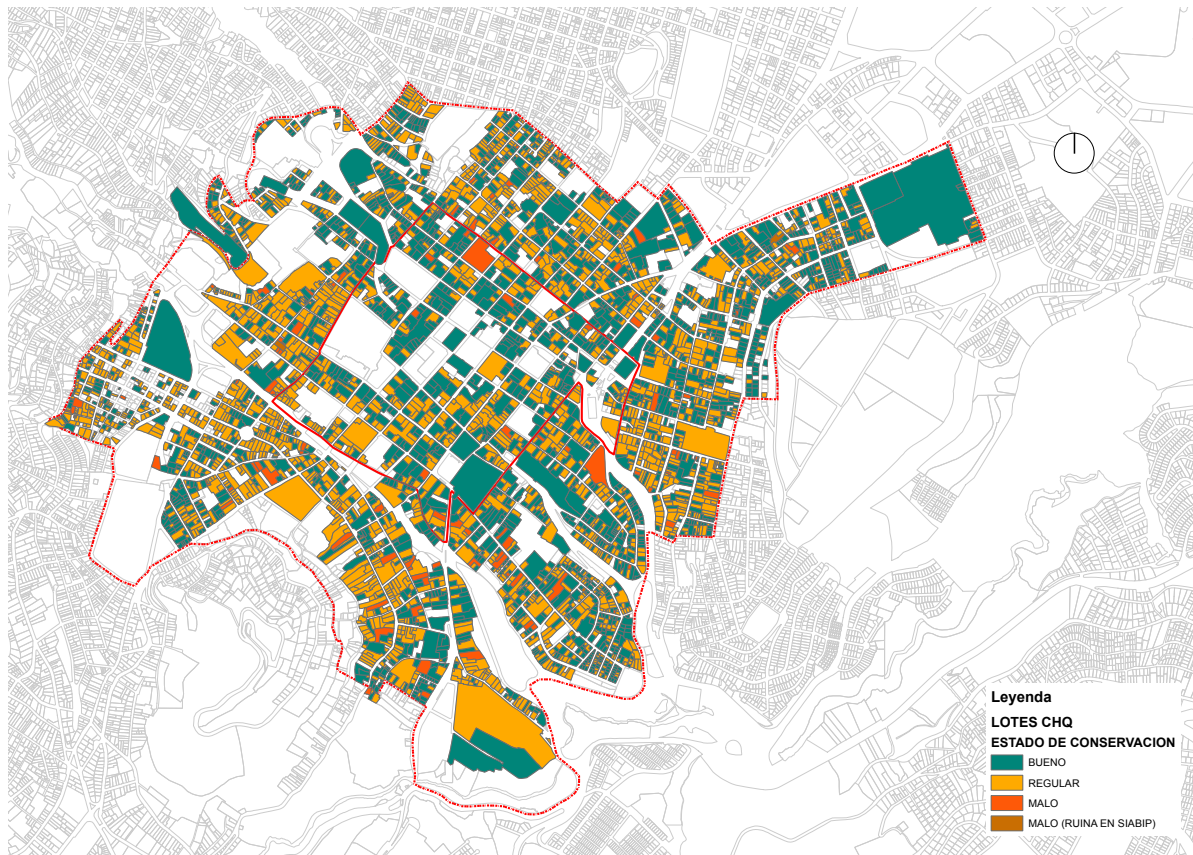 Leyenda
LOTES CHQ
ESTADO DE CONSERVACION
BUENO
REGULAR
MALO
MALO (RUINA EN SIABIP)